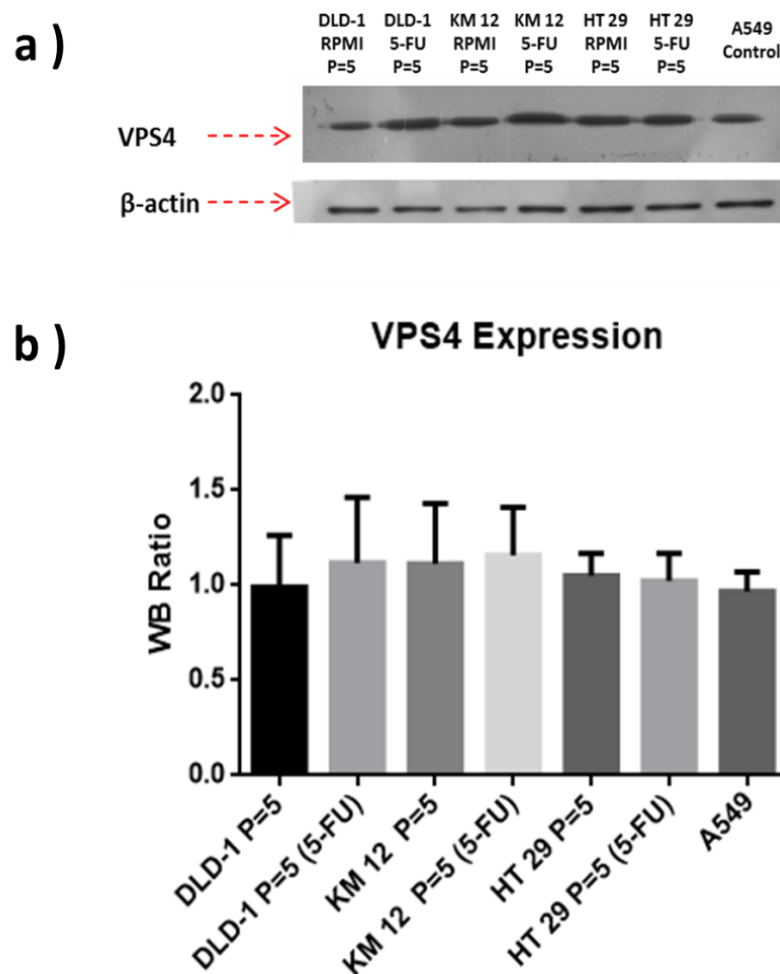 a )
DLD-1 DLD-1 KM 12 KM 12 HT 29 HT 29 A549
RPMI 5-FU RPMI 5-FU RPMI 5-FU Control
P=5 P=5 P=5 P=5 P=5 P=5
VPS4
β-actin
b )
VPS4 Expression
WB Ratio
2.0
1.5
1.0
0.5
0.0
DLD-1 P=5
DLD-1 P=5 (5-FU)
KM 12 P=5
KM 12 P=5 (5-FU)
HT 29 P=5
HT 29 P=5 (5-FU)
A549